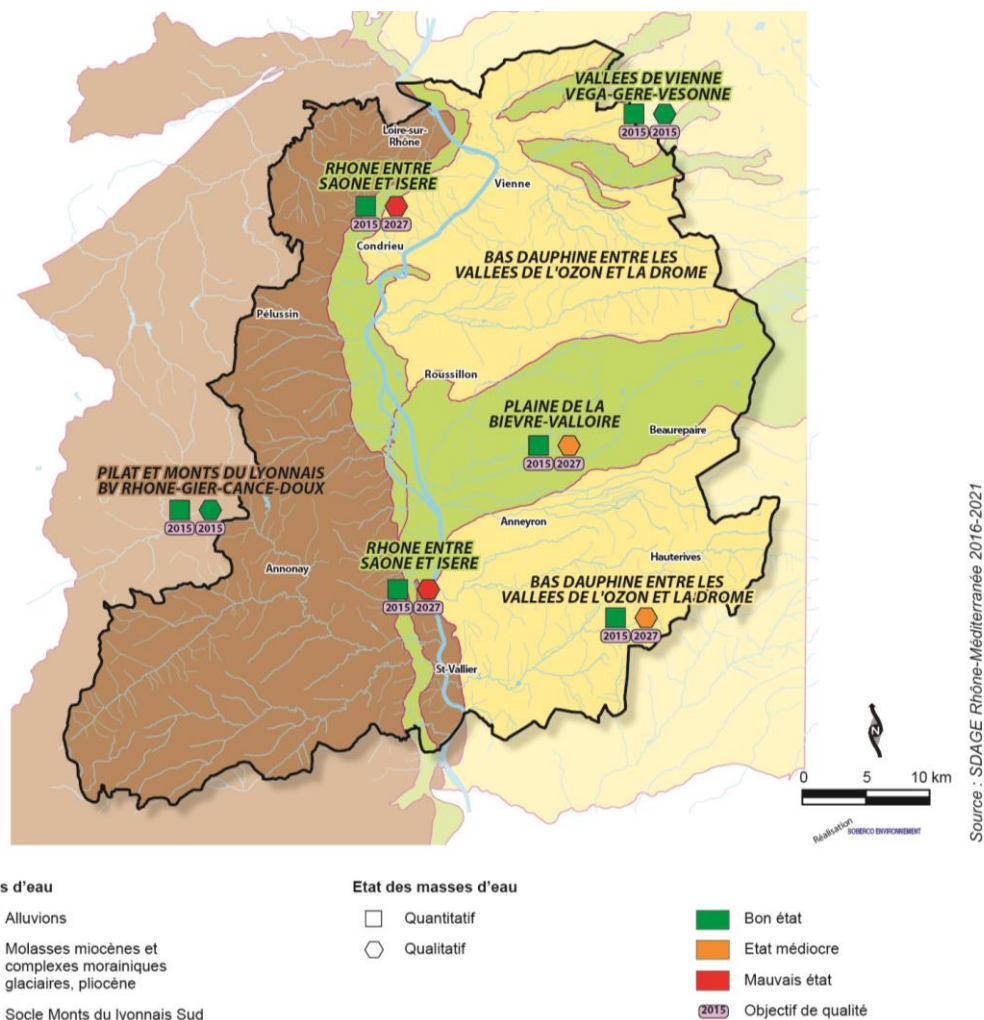 VALLEES DE VIENNE
VEGA-GERE-VESONNE
2015 2015
Loire-sur-
Rhône
RHONE ENTRE
SAONE ET ISERE
2015 2027
Vienne
Condrieu
BAS DAUPHINE ENTRE LES
VALLEES DE L'OZON ET LA DROME
Pélussin
Roussillon
PLAINE DE LA
BIEVRE-VALLOIRE
2015 2027
Beaurepaire
PILAT ET MONTS DU LYONNAIS
BV RHONE-GIER-CANCE-DOUX
2015 2015
Anneyron
RHONE ENTRE
SAONE ET ISERE
2015 2027
Annonay
Hauterives
BAS DAUPHINE ENTRE LES
VALLEES DE L'OZON ET LA DROME
2015 2027
St-Vallier
N
0 5 10 km
Réalisation SOBERCO ENVIRONNEMENT
Source : SDAGE Rhône-Méditerranée 2016-2021
s d'eau
Alluvions
Molasses miocènes et
complexes morainiques
glaciaires, pliocène
Socle Monts du lyonnais Sud
Etat des masses d'eau
Quantitatif
Qualitatif
Bon état
Etat médiocre
Mauvais état
2015 Objectif de qualité